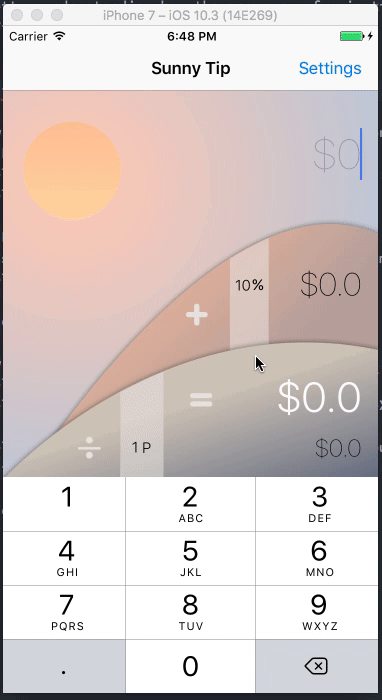 iPhone 7 – iOS 10.3 (14E269)
Carrier 6:48 PM
Sunny Tip Settings
$0
10% $0.0
+
= $0.0
÷ 1 P $0.0
1 2 3
ABC DEF
4 5 6
GHI JKL MNO
7 8 9
PQRS TUV WXYZ
. 0